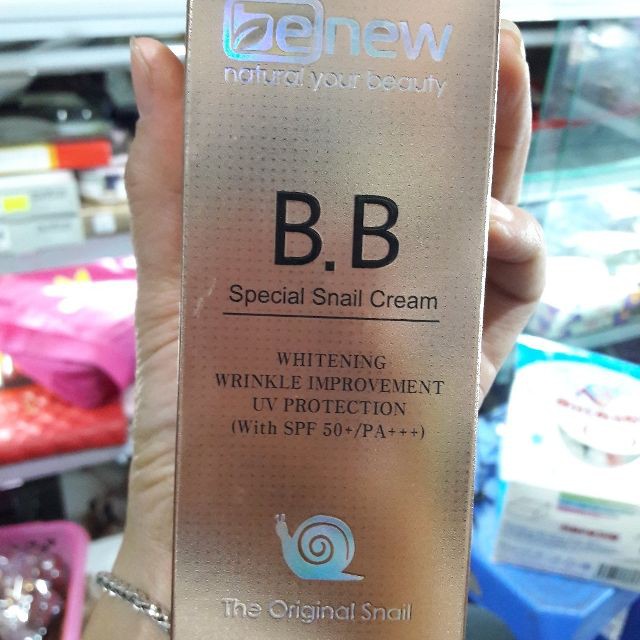 benew
natural your beauty
B.B
Special Snail Cream
WHITENING
WRINKLE IMPROVEMENT
UV PROTECTION
(With SPF 50+/PA+++)
The Original Snail